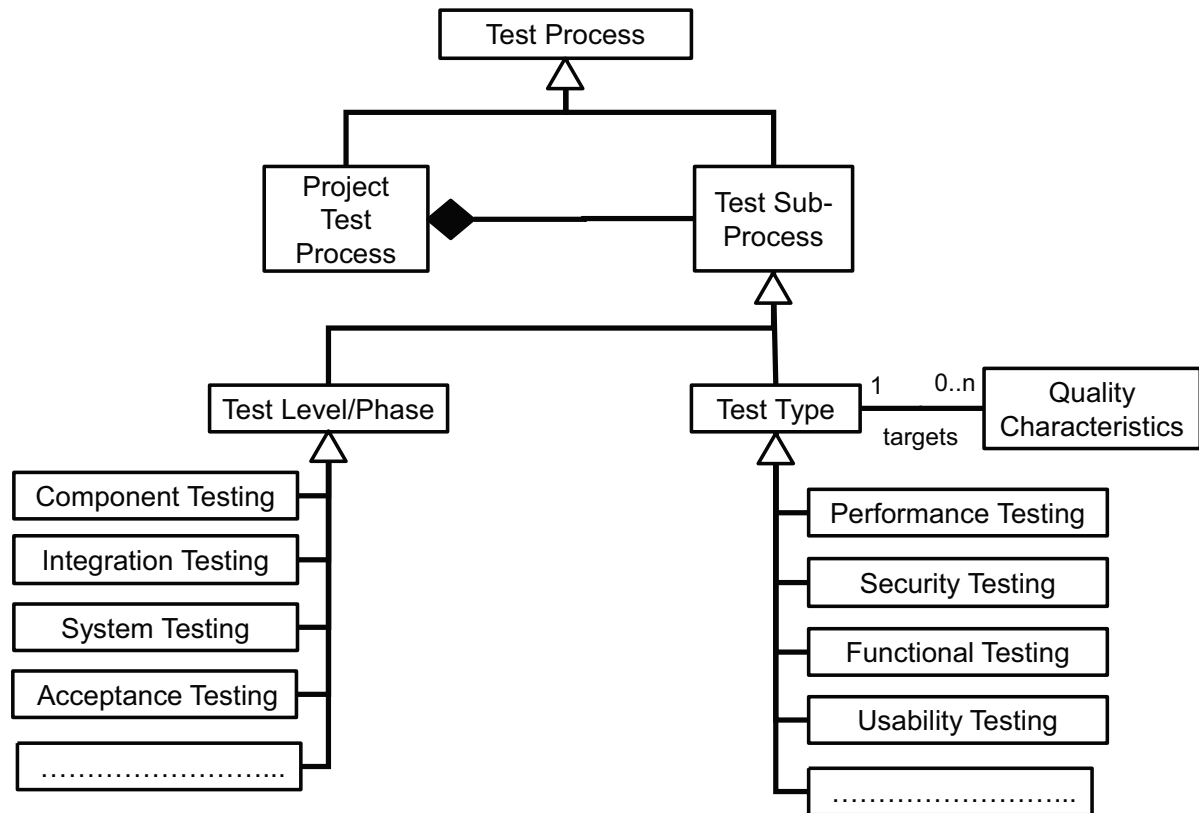 Test Process
Project
Test
Process
Test Sub-
Process
Test Level/Phase
Test Type
1
0..n
targets
Quality
Characteristics
Component Testing
Integration Testing
System Testing
Acceptance Testing
...........................
Performance Testing
Security Testing
Functional Testing
Usability Testing
...........................